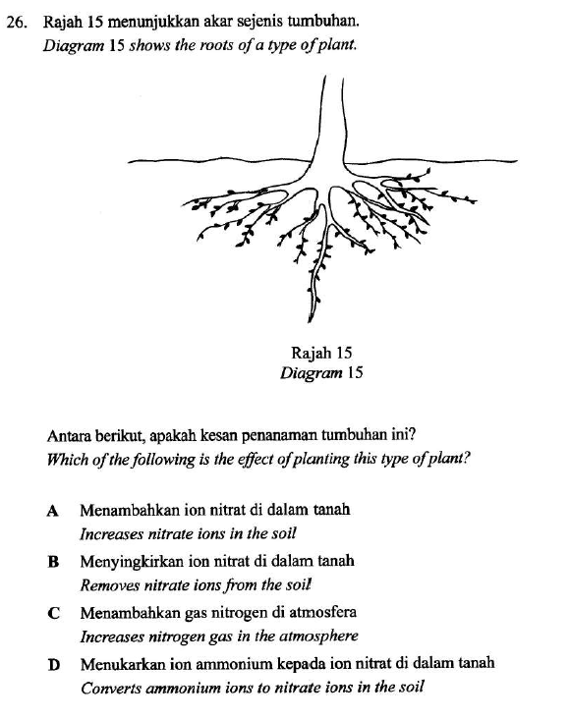 26. Rajah 15 menunjukkan akar sejenis tumbuhan.
Diagram 15 shows the roots of a type of plant.
Rajah 15
Diagram 15
Antara berikut, apakah kesan penanaman tumbuhan ini?
Which of the following is the effect of planting this type of plant?
A Menambahkan ion nitrat di dalam tanah
Increases nitrate ions in the soil
B Menyingkirkan ion nitrat di dalam tanah
Removes nitrate ions from the soil
C Menambahkan gas nitrogen di atmosfera
Increases nitrogen gas in the atmosphere
D Menukarkan ion ammonium kepada ion nitrat di dalam tanah
Converts ammonium ions to nitrate ions in the soil